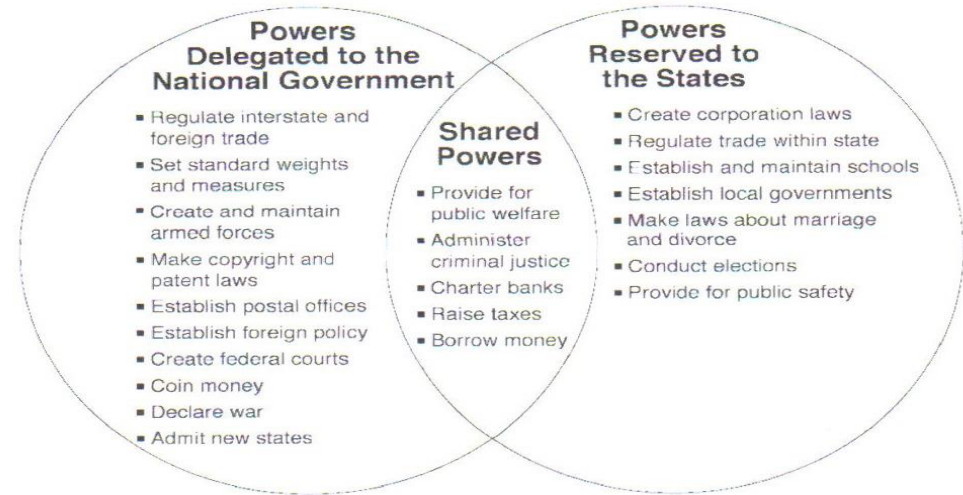 Powers
Delegated to the
National Government
▪ Regulate interstate and
foreign trade
▪ Set standard weights
and measures
▪ Create and maintain
armed forces
▪ Make copyright and
patent laws
▪ Establish postal offices
▪ Establish foreign policy
▪ Create federal courts
▪ Coin money
▪ Declare war
▪ Admit new states
Shared
Powers
▪ Provide for
public welfare
▪ Administer
criminal justice
▪ Charter banks
▪ Raise taxes
▪ Borrow money
Powers
Reserved to
the States
▪ Create corporation laws
▪ Regulate trade within state
▪ Establish and maintain schools
▪ Establish local governments
▪ Make laws about marriage
and divorce
▪ Conduct elections
▪ Provide for public safety